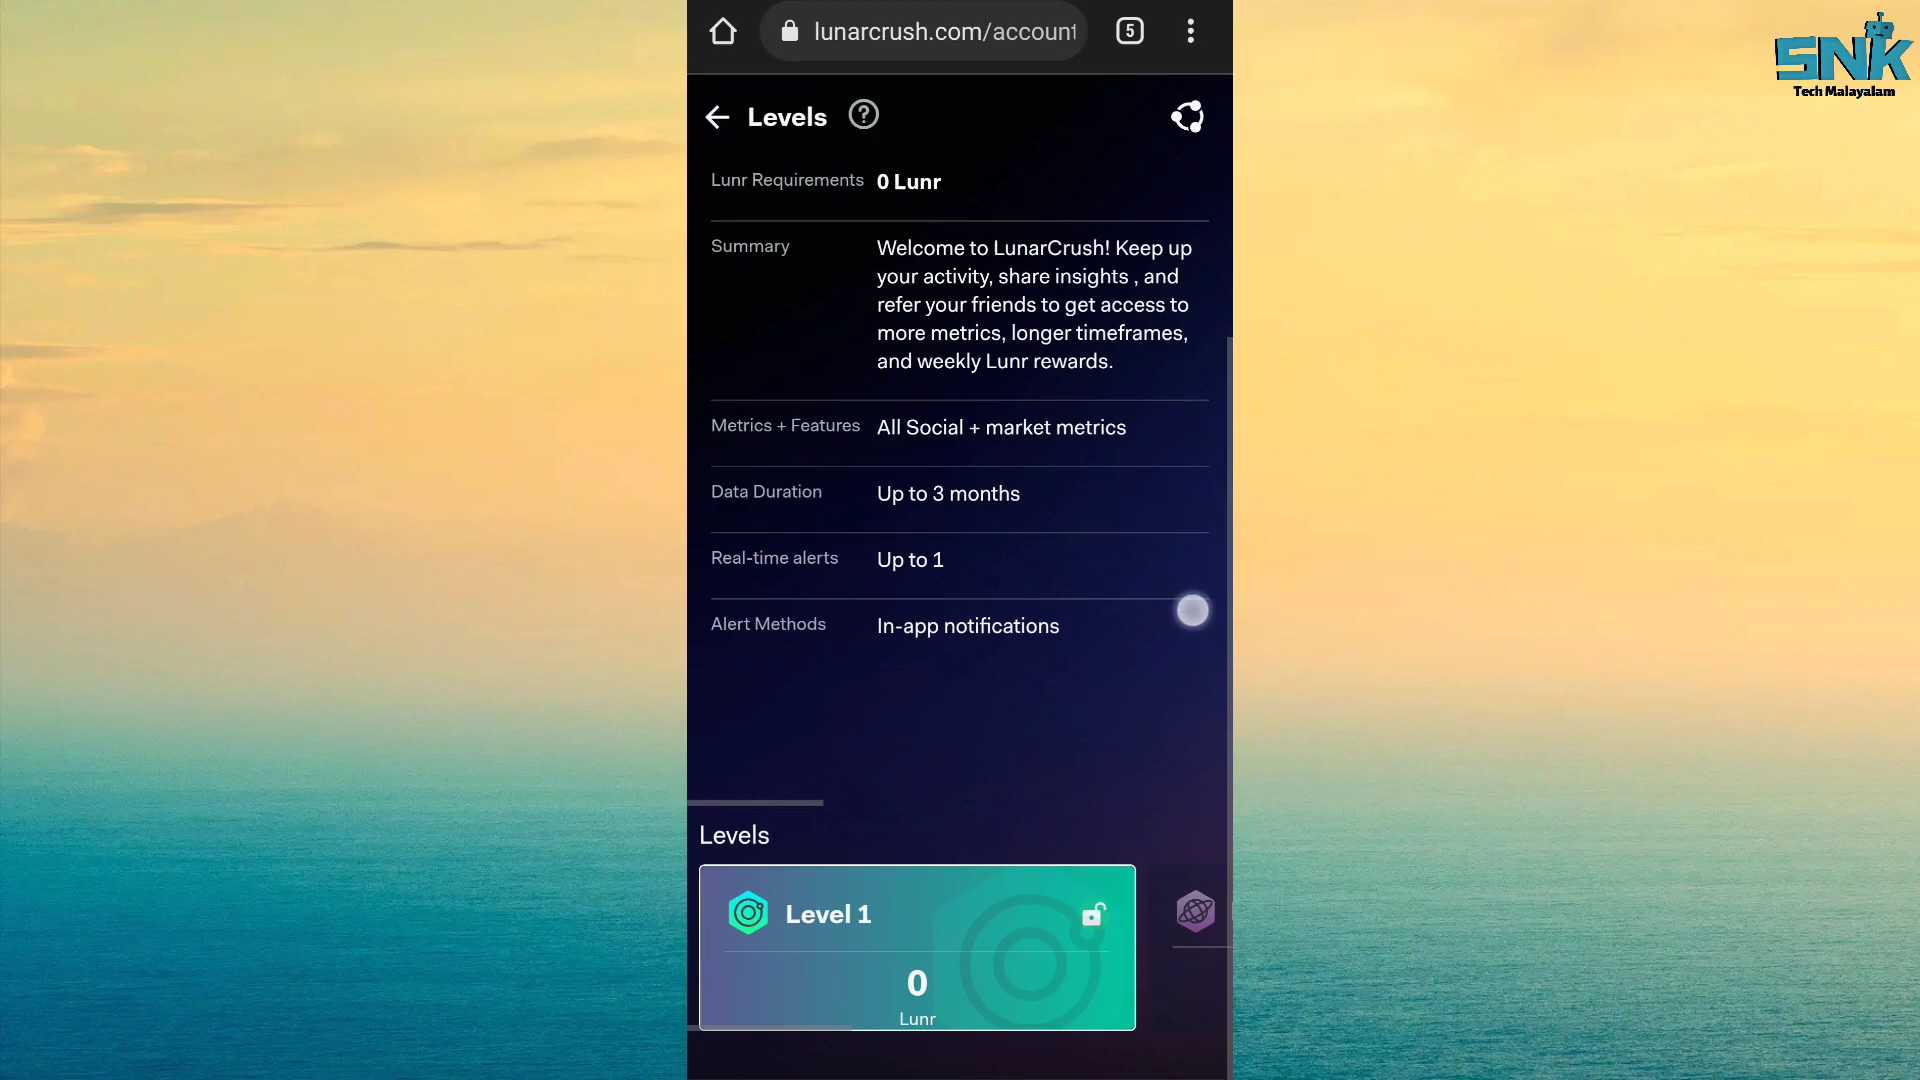 lunarcrush.com/account
5
SNK
Tech Malayalam
Levels
Lunr Requirements 0 Lunr
Summary
Welcome to LunarCrush! Keep up
your activity, share insights , and
refer your friends to get access to
more metrics, longer timeframes,
and weekly Lunr rewards.
Metrics + Features All Social + market metrics
Data Duration Up to 3 months
Real-time alerts Up to 1
Alert Methods In-app notifications
Levels
Level 1
0
Lunr